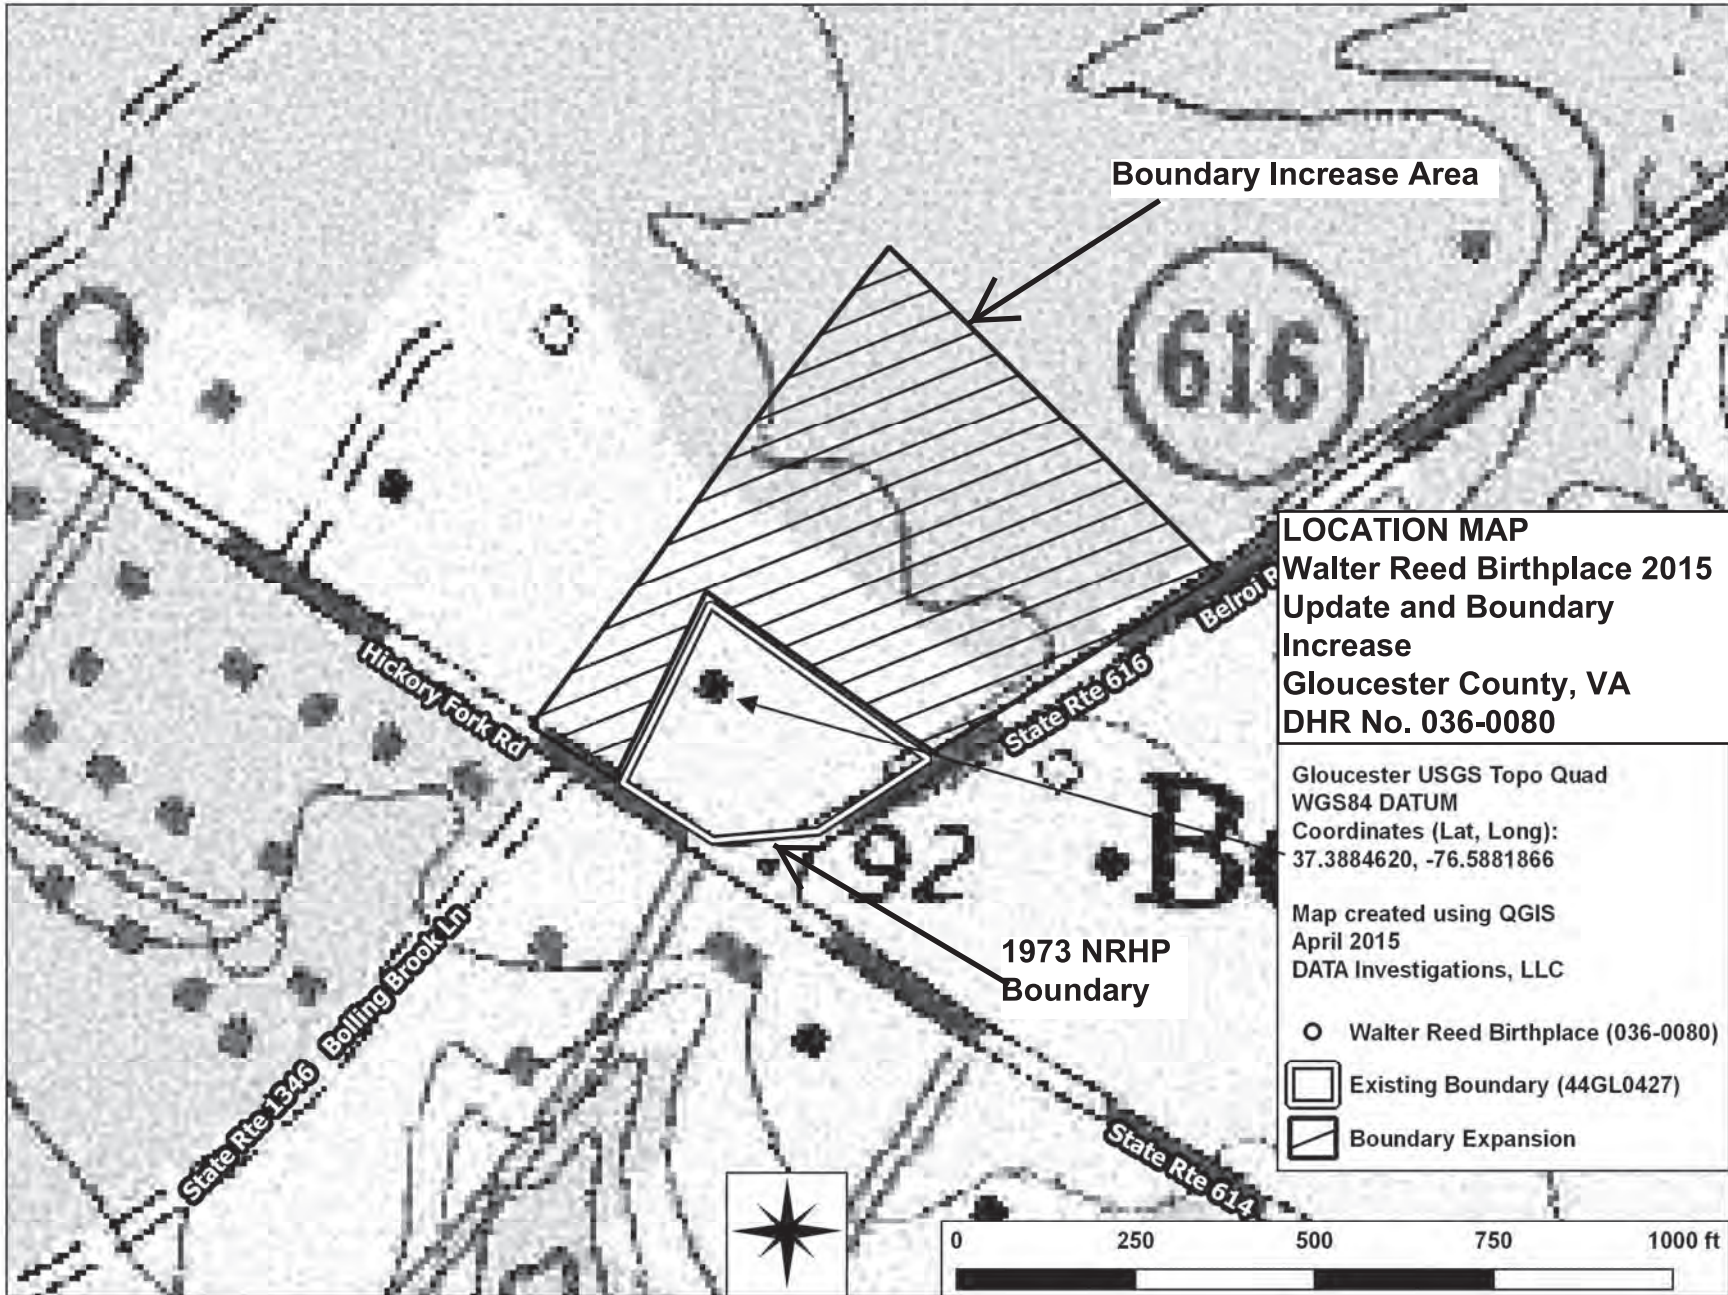 Boundary Increase Area
616
LOCATION MAP
Walter Reed Birthplace 2015
Update and Boundary
Increase
Gloucester County, VA
DHR No. 036-0080
Belroi
Hickory Fork Rd
State Rte 616
Gloucester USGS Topo Quad
WGS84 DATUM
Coordinates (Lat, Long):
37.3884620, -76.5881866
92
B
Map created using QGIS
April 2015
DATA Investigations, LLC
1973 NRHP
Boundary
Bolling Brook Ln
State Rte 1346
Walter Reed Birthplace (036-0080)
Existing Boundary (44GL0427)
Boundary Expansion
State Rte 614
0 250 500 750 1000 ft